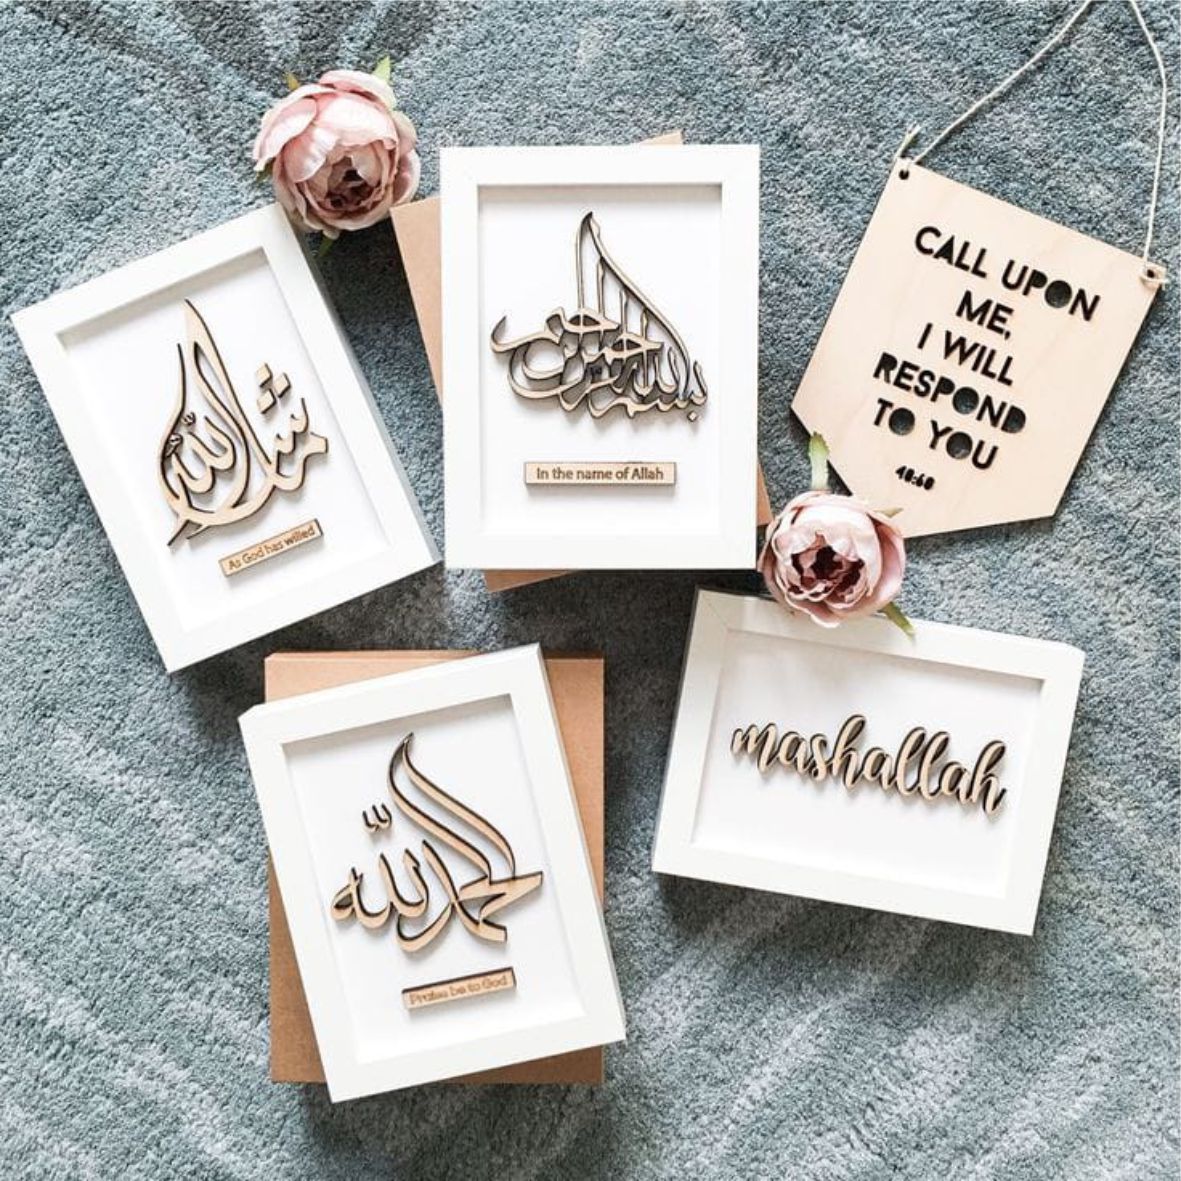 ما شاء الله
As God has willed
بسم الله الرحمن الرحيم
In the name of Allah
CALL UPON
ME,
I WILL
RESPOND
TO YOU
40:60
الحمد لله
Praise be to God
mashallah